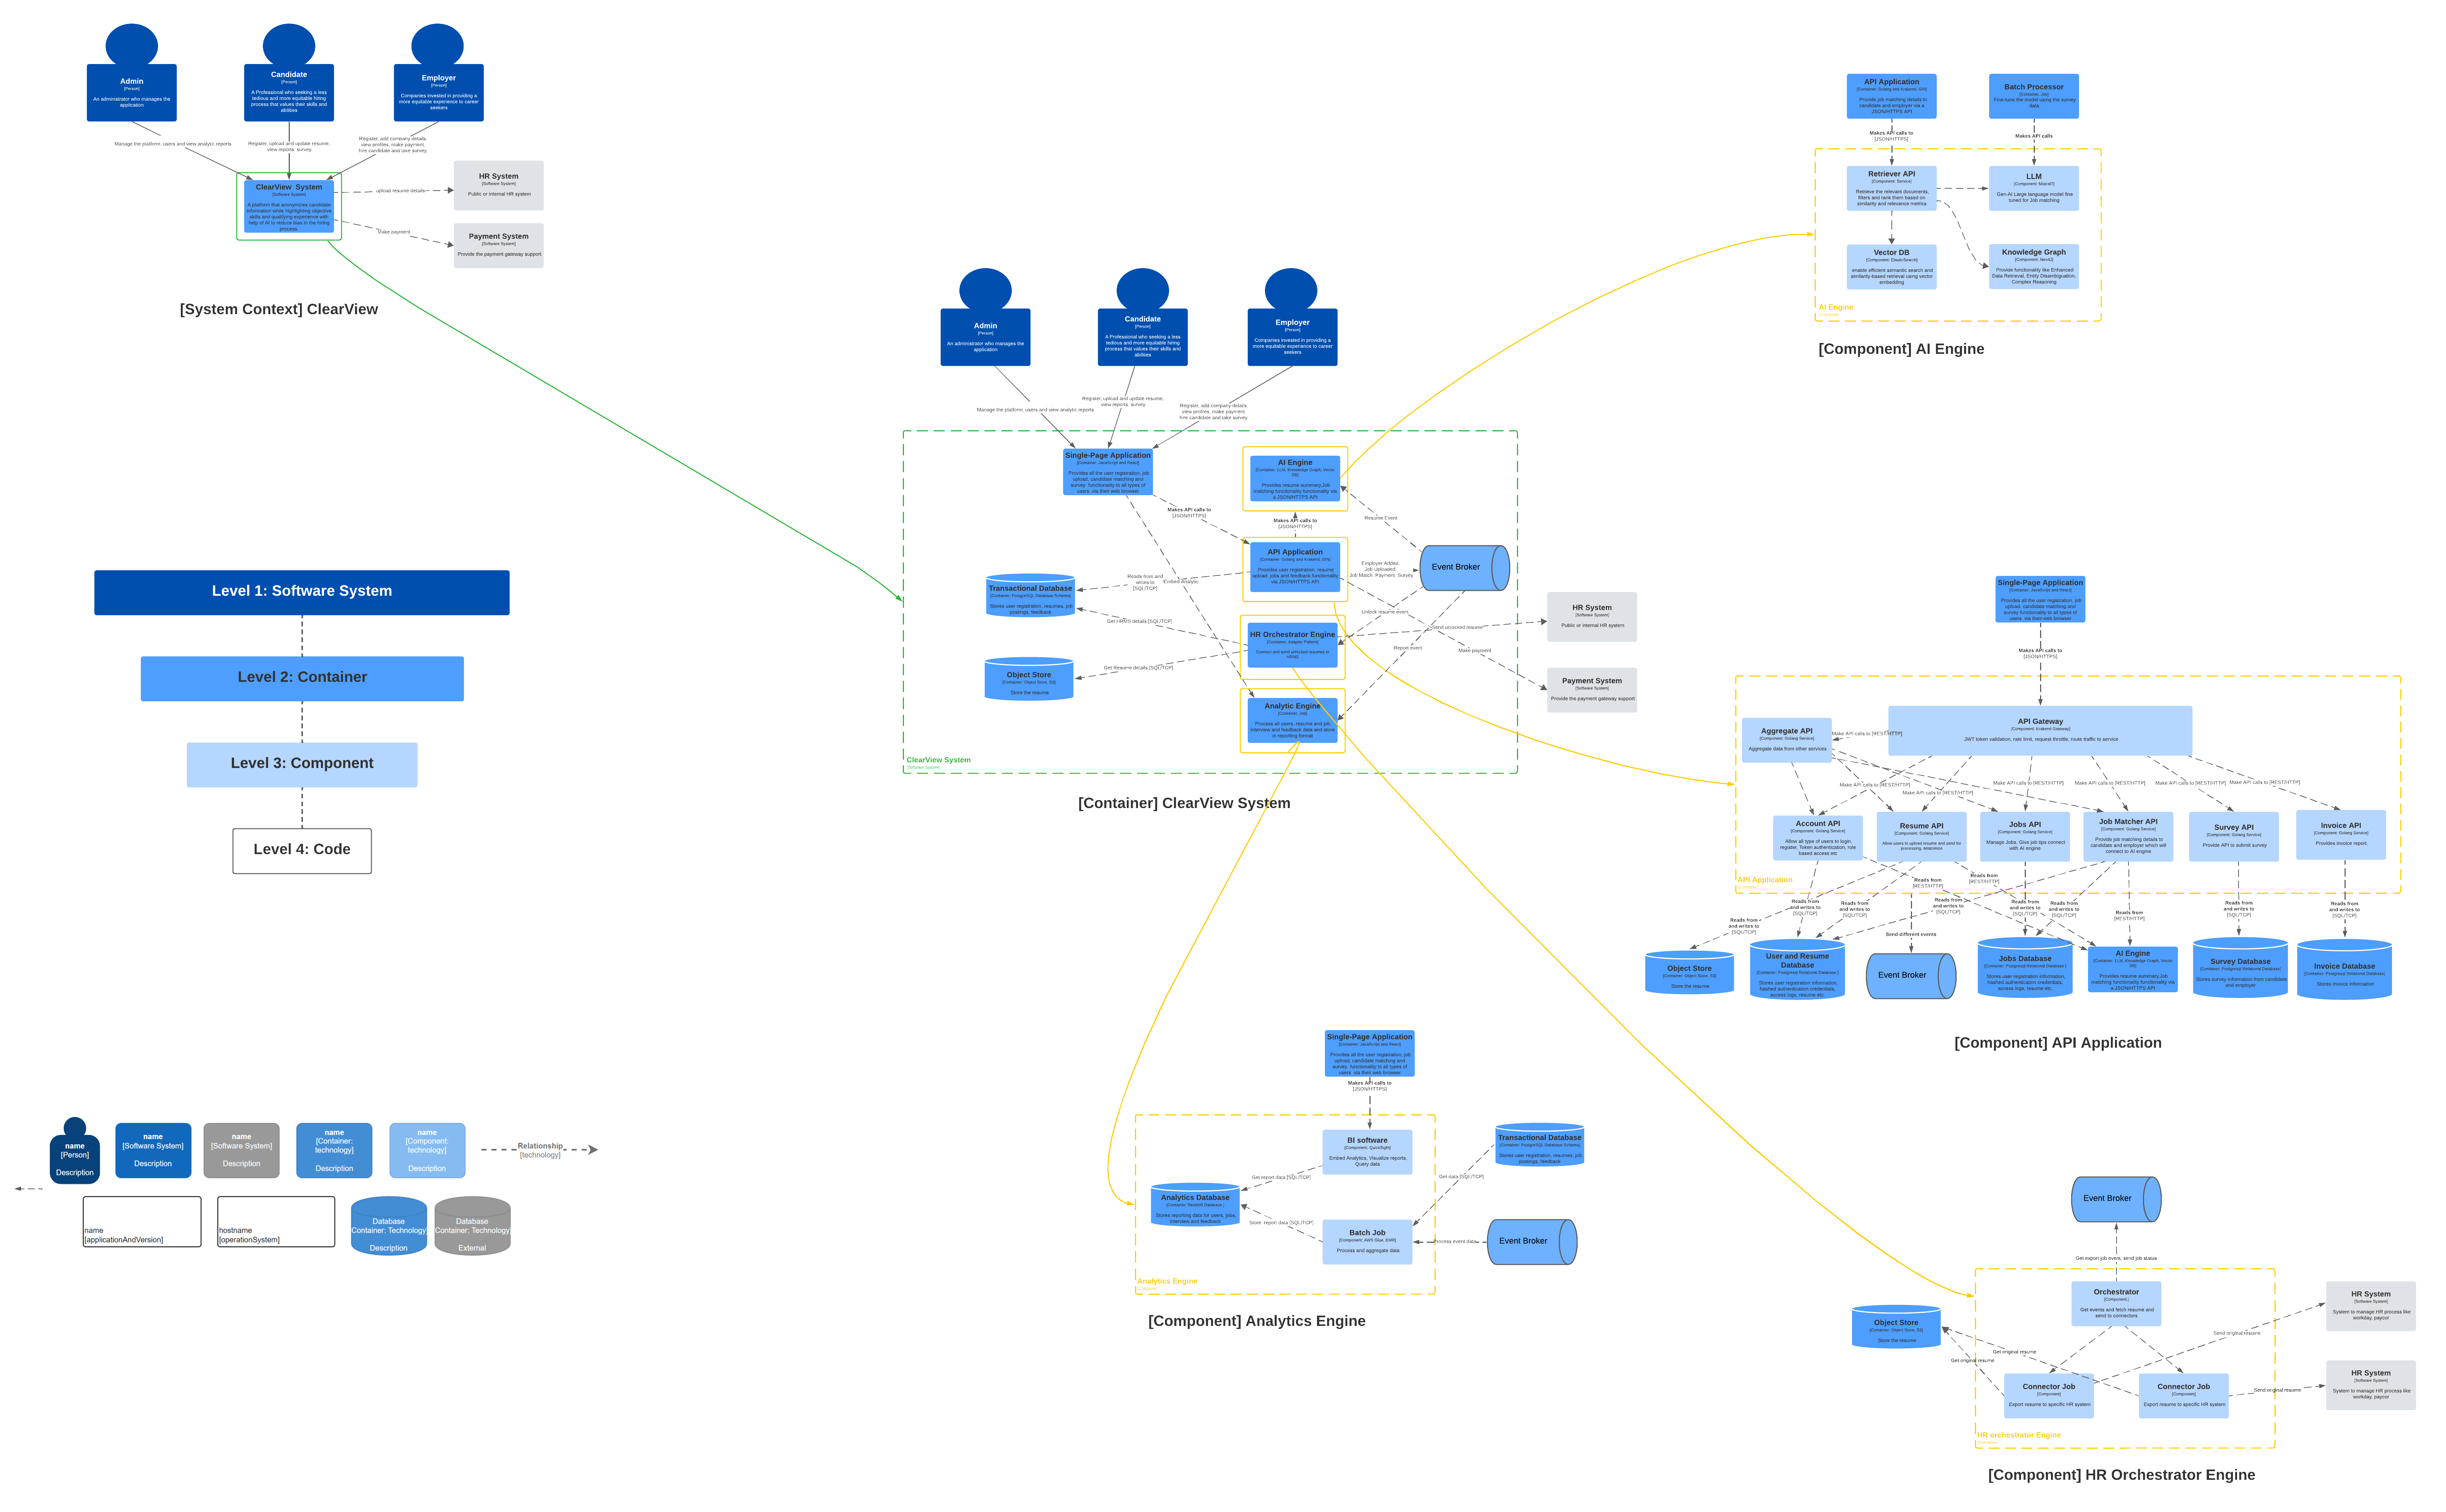 Admin
[Person]
An administrator who manages the
application
Candidate
[Person]
A Professional who seeking a less
tedious and more equitable hiring
process that values their skills and
abilities
Employer
[Person]
Companies invested in providing a
more equitable experience to career
seekers
Manage the platform, users and view analytic reports
Register, upload and update resume,
view reports, survey.
Register, add company details,
view profiles, make payment,
hire candidate and take survey.
ClearView System
[Software System]
A platform that anonymizes candidate
information while highlighting objective
skills and qualifying experience with
help of AI to reduce bias in the hiring
process
upload resume details
Make payment
HR System
[Software System]
Public or internal HR system
Payment System
[Software System]
Provide the payment gateway support
[System Context] ClearView
Level 1: Software System
Level 2: Container
Level 3: Component
Level 4: Code
name
[Person]
Description
name
[Software System]
Description
name
[Software System]
Description
name
[Container:
technology]
Description
name
[Component:
technology]
Description
Relationship
[technology]
name
[applicationAndVersion]
hostname
[operationSystem]
Database
[Container: Technology]
Description
Database
[Container: Technology]
External
Admin
[Person]
An administrator who manages the
application
Candidate
[Person]
A Professional who seeking a less
tedious and more equitable hiring
process that values their skills and
abilities
Employer
[Person]
Companies invested in providing a
more equitable experience to career
seekers
Manage the platform, users and view analytic reports
Register, upload and update resume,
view reports, survey.
Register, add company details,
view profiles, make payment,
hire candidate and take survey.
Single-Page Application
[Container: JavaScript and React]
Provides all the user registration, job
upload, candidate matching and
survey functionality to all types of
users via their web browser
AI Engine
[Container: LLM, Knowledge Graph, Vector
DB]
Provides resume summary,Job
matching functionality functionality via
a JSON/HTTPS API
Makes API calls to
[JSON/HTTPS]
Makes API calls to
[JSON/HTTPS]
Resume Event
API Application
[Container: Golang and Krakend, GIN]
Provides user registration, resume
upload, jobs and feedback functionality
via JSON/HTTPS API
Employer Added,
Job Uploaded,
Job Match, Payment, Survey
Event Broker
Transactional Database
[Container: PostgreSQL Database Schema]
Stores user registration, resumes, job
postings, feedback
Reads from and
writes to
[SQL/TCP]
Embed Analytic
Get HRMS details [SQL/TCP]
Unlock resume event
HR Orchestrator Engine
[Container, Adapter Pattern]
Connect and send unlocked resumes to
HRMS
Send unlocked resume
Report event
Make payment
Object Store
[Container: Object Store, S3]
Store the resume
Get Resume details [SQL/TCP]
Analytic Engine
[Container, Job]
Process all users, resume and job,
interview and feedback data and store
in reporting format
HR System
[Software System]
Public or internal HR system
Payment System
[Software System]
Provide the payment gateway support
ClearView System
[Software System]
[Container] ClearView System
API Application
[Container: Golang and Krakend, GIN]
Provide job matching details to
candidate and employer via a
JSON/HTTPS API
Batch Processor
[Container, Job]
Fine-tune the model using the survey
data
Makes API calls to
[JSON/HTTPS]
Makes API calls
Retriever API
[Component: Service]
Retrieve the relevant documents,
filters and rank them based on
similarity and relevance metrics
LLM
[Component: MistralIT]
Gen-AI Large language model fine
tuned for Job matching
Vector DB
[Component: ElasticSearch]
enable efficient semantic search and
similarity-based retrieval using vector
embedding
Knowledge Graph
[Component: Neo4J]
Provide functionality like Enhanced
Data Retrieval, Entity Disambiguation,
Complex Reasoning
AI Engine
[Container]
[Component] AI Engine
Single-Page Application
[Container: JavaScript and React]
Provides all the user registration, job
upload, candidate matching and
survey functionality to all types of
users via their web browser
Makes API calls to
[JSON/HTTPS]
Aggregate API
[Component: Golang Service]
Aggregate data from other services
Make API calls to [REST/HTTP]
API Gateway
[Component: Krakend Gateway]
JWT token validation, rate limit, request throttle, route traffic to service
Make API calls to [REST/HTTP]
Make API calls to [REST/HTTP]
Make API calls to [REST/HTTP]
Make API calls to [REST/HTTP]
Make API calls to [REST/HTTP]
Make API calls to [REST/HTTP]
Account API
[Component: Golang Service]
Allow all type of users to login,
register, Token authentication, role
based access etc
Resume API
[Component: Golang Service]
Allow users to upload resume and send for
processing, anonimize
Jobs API
[Component: Golang Service]
Manage Jobs, Give job tips connect
with AI engine
Job Matcher API
[Component: Golang Service]
Provide job matching details to
candidate and employer which will
connect to AI engine
Survey API
[Component: Golang Service]
Provide API to submit survey
Invoice API
[Component: Golang Service]
Provides invoice report.
API Application
[Container]
Reads from
[REST/HTTP]
Reads from
[REST/HTTP]
Reads from
and writes to
[SQL/TCP]
Reads from
and writes to
[SQL/TCP]
Reads from
and writes to
[SQL/TCP]
Send different events
Reads from
and writes to
[SQL/TCP]
Reads from
and writes to
[SQL/TCP]
Reads from
and writes to
[SQL/TCP]
Reads from
[REST/HTTP]
Reads from
and writes to
[SQL/TCP]
Reads from
and writes to
[SQL/TCP]
Object Store
[Container: Object Store, S3]
Store the resume
User and Resume
Database
[Container: Postgresql Relational Database ]
Stores user registration information,
hashed authentication credentials,
access logs, resume etc.
Event Broker
Jobs Database
[Container: Postgresql Relational Database ]
Stores user registration information,
hashed authentication credentials,
access logs, resume etc.
AI Engine
[Container: LLM, Knowledge Graph, Vector
DB]
Provides resume summary,Job
matching functionality functionality via
a JSON/HTTPS API
Survey Database
[Container: Postgresql Relational Database]
Stores survey information from candidate
and employer
Invoice Database
[Container: Postgresql Relational Database]
Stores invoice information
[Component] API Application
Single-Page Application
[Container: JavaScript and React]
Provides all the user registration, job
upload, candidate matching and
survey functionality to all types of
users via their web browser
Makes API calls to
[JSON/HTTPS]
BI software
[Component: QuickSight]
Embed Analytics, Visualize reports,
Query data
Transactional Database
[Container: PostgreSQL Database Schema]
Stores user registration, resumes, job
postings, feedback
Get report data [SQL/TCP]
Get data [SQL/TCP]
Analytics Database
[Container: Redshift Database ]
Stores reporting data for users, jobs,
interview and feedback
Store report data [SQL/TCP]
Batch Job
[Component: AWS Glue, EMR]
Process and aggregate data
Process event data
Event Broker
Analytics Engine
[Container]
[Component] Analytics Engine
Event Broker
Get export job event, send job status
Orchestrator
[Component ]
Get events and fetch resume and
send to connectors
HR System
[Software System]
System to manage HR process like
workday, paycor
Object Store
[Container: Object Store, S3]
Store the resume
Send original resume
Get original resume
Get original resume
Connector Job
[Component]
Export resume to specific HR system
Connector Job
[Component]
Export resume to specific HR system
Send original resume
HR System
[Software System]
System to manage HR process like
workday, paycor
HR orchestrator Engine
[Container]
[Component] HR Orchestrator Engine